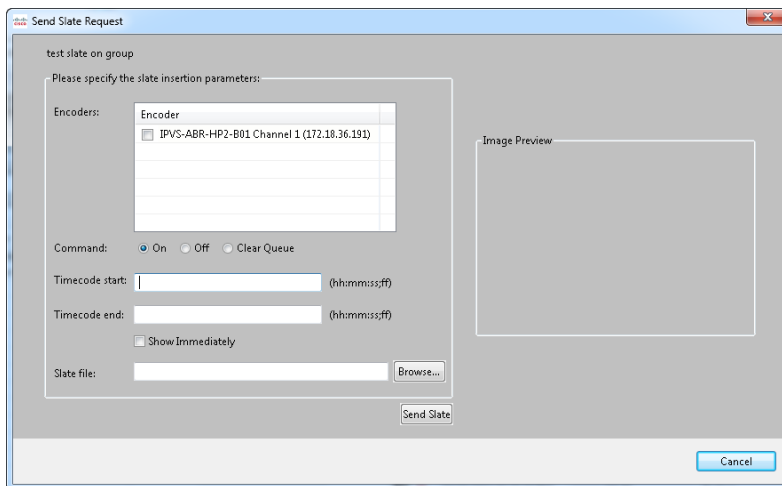 cisco Send Slate Request
test slate on group
Please specify the slate insertion parameters:
Encoders:
Encoder
IPVS-ABR-HP2-B01 Channel 1 (172.18.36.191)
Image Preview
Command: On Off Clear Queue
Timecode start: (hh:mm:ss;ff)
Timecode end: (hh:mm:ss;ff)
Show Immediately
Slate file: Browse...
Send Slate
Cancel